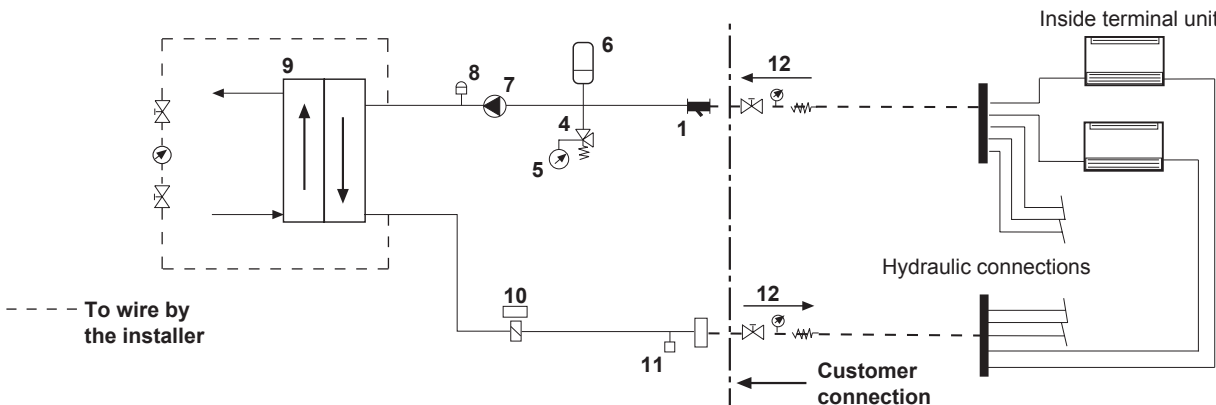 Inside terminal unit
6
12
9
8
7
4
1
5
Hydraulic connections
12
10
To wire by
the installer
11
Customer
connection